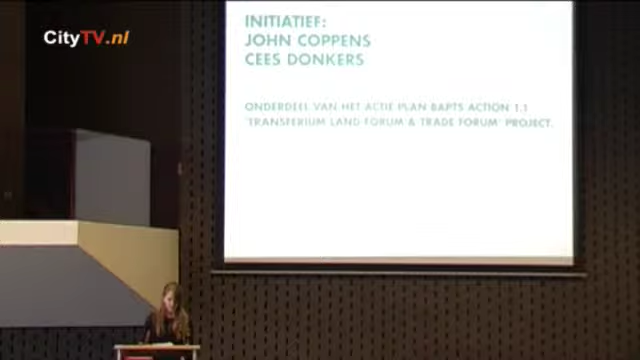 CityTV.nl
INITIATIEF:
JOHN COPPENS
CEES DONKERS
ONDERDEEL VAN HET ACTIE PLAN BAPTS ACTION 1.1
'TRANSFERIUM LAND FORUM & TRADE FORUM' PROJECT.